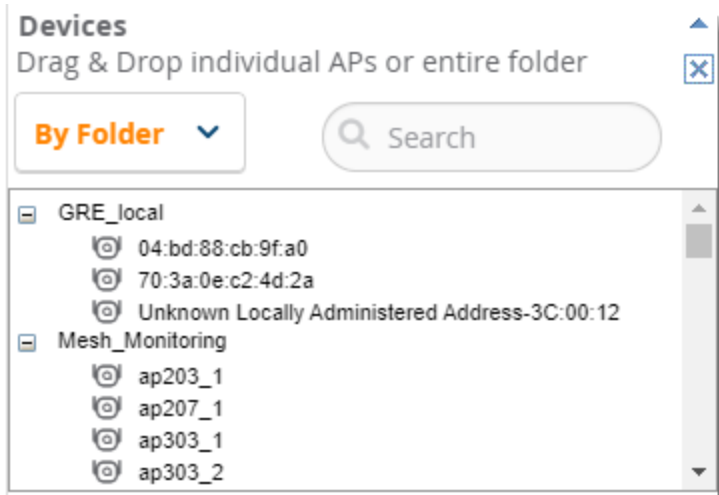 Devices
Drag & Drop individual APs or entire folder
By Folder
Search
GRE_local
04:bd:88:cb:9f:a0
70:3a:0e:c2:4d:2a
Unknown Locally Administered Address-3C:00:12
Mesh_Monitoring
ap203_1
ap207_1
ap303_1
ap303_2